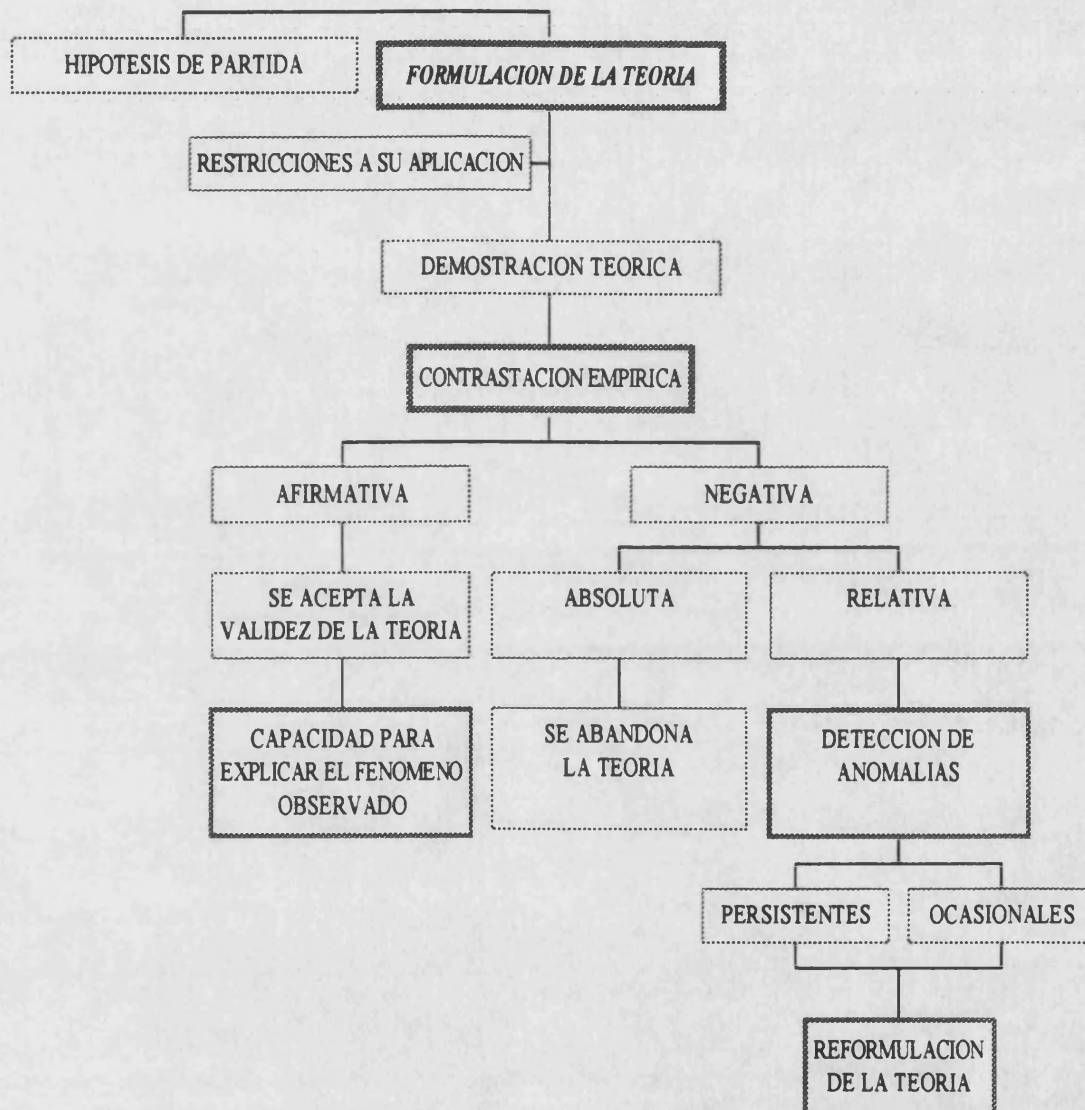 HIPOTESIS DE PARTIDA
FORMULACION DE LA TEORIA
RESTRICCIONES A SU APLICACION
DEMOSTRACION TEORICA
CONTRASTACION EMPIRICA
AFIRMATIVA
NEGATIVA
SE ACEPTA LA
VALIDEZ DE LA TEORIA
ABSOLUTA
RELATIVA
CAPACIDAD PARA
EXPLICAR EL FENOMENO
OBSERVADO
SE ABANDONA
LA TEORIA
DETECCION DE
ANOMALIAS
PERSISTENTES
OCASIONALES
REFORMULACION
DE LA TEORIA